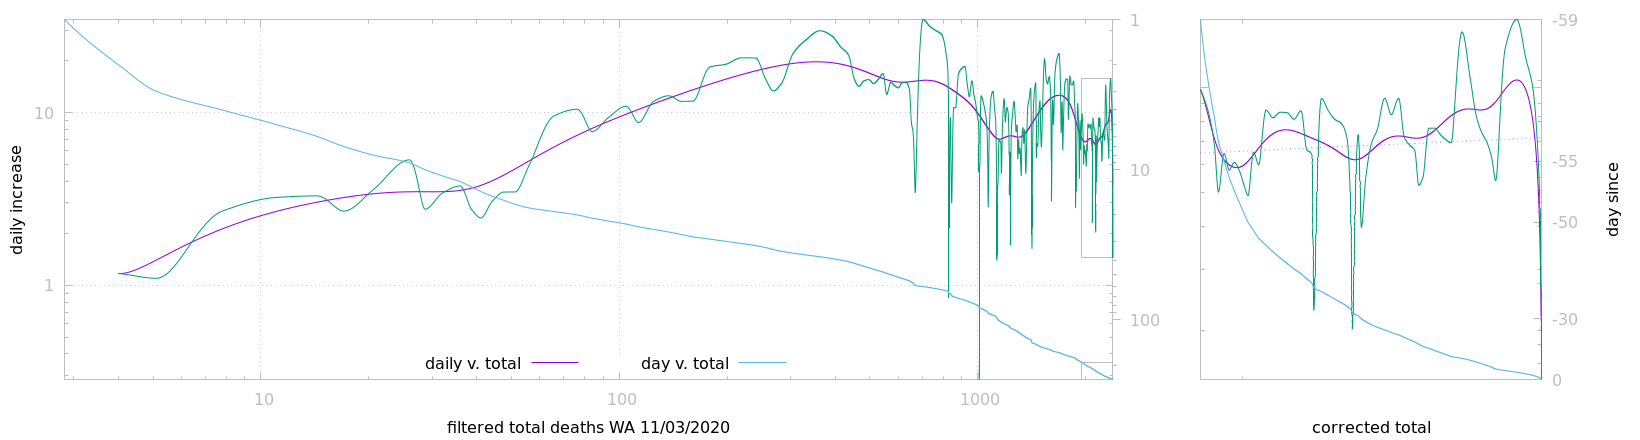 daily increase
10
1
10
100
1000
1
10
100
daily v. total
day v. total
filtered total deaths WA 11/03/2020
-59
-55
-50
-30
0
day since
corrected total